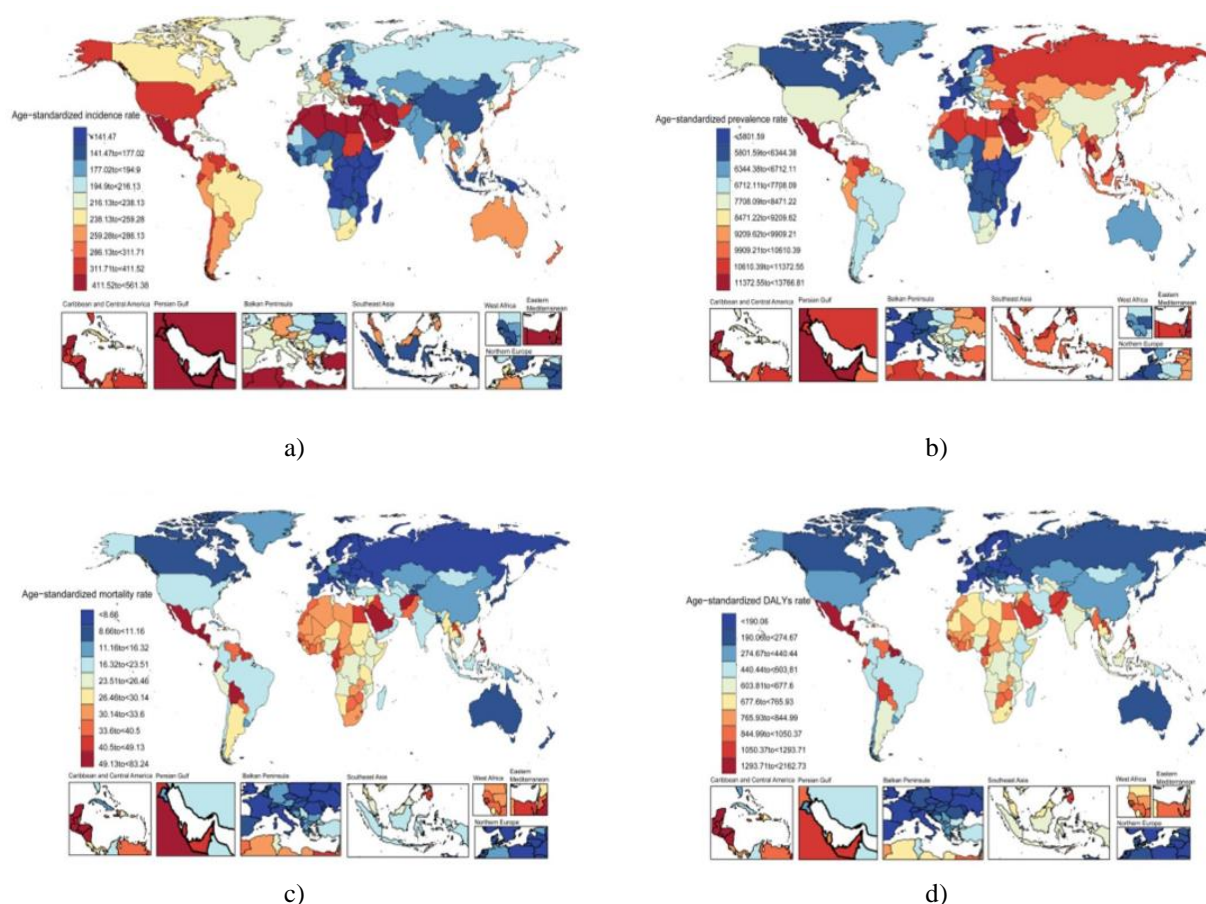 Age-standardized incidence rate
<141.47
141.47to<177.02
177.02to<194.9
194.9to<216.13
216.13to<238.13
238.13to<259.28
259.28to<286.13
286.13to<311.71
311.71to<411.52
411.52to<561.38
Caribbean and Central America
Persian Gulf
Balkan Peninsula
Southeast Asia
West Africa
Eastern
Mediterranean
Northern Europe
a)
Age-standardized prevalence rate
<5801.59
5801.59to<6344.38
6344.38to<6712.11
6712.11to<7708.09
7708.09to<8471.22
8471.22to<9209.62
9209.62to<9909.21
9909.21to<10610.39
10610.39to<11372.55
11372.55to<13766.81
Caribbean and Central America
Persian Gulf
Balkan Peninsula
Southeast Asia
West Africa
Eastern
Mediterranean
Northern Europe
b)
Age-standardized mortality rate
<8.66
8.66to<11.16
11.16to<16.32
16.32to<23.51
23.51to<26.46
26.46to<30.14
30.14to<33.6
33.6to<40.5
40.5to<49.13
49.13to<83.24
Caribbean and Central America
Persian Gulf
Balkan Peninsula
Southeast Asia
West Africa
Eastern
Mediterranean
Northern Europe
c)
Age-standardized DALYs rate
<190.06
190.06to<274.67
274.67to<440.44
440.44to<603.81
603.81to<677.6
677.6to<765.93
765.93to<844.99
844.99to<1050.37
1050.37to<1293.71
1293.71to<2162.73
Caribbean and Central America
Persian Gulf
Balkan Peninsula
Southeast Asia
West Africa
Eastern
Mediterranean
Northern Europe
d)